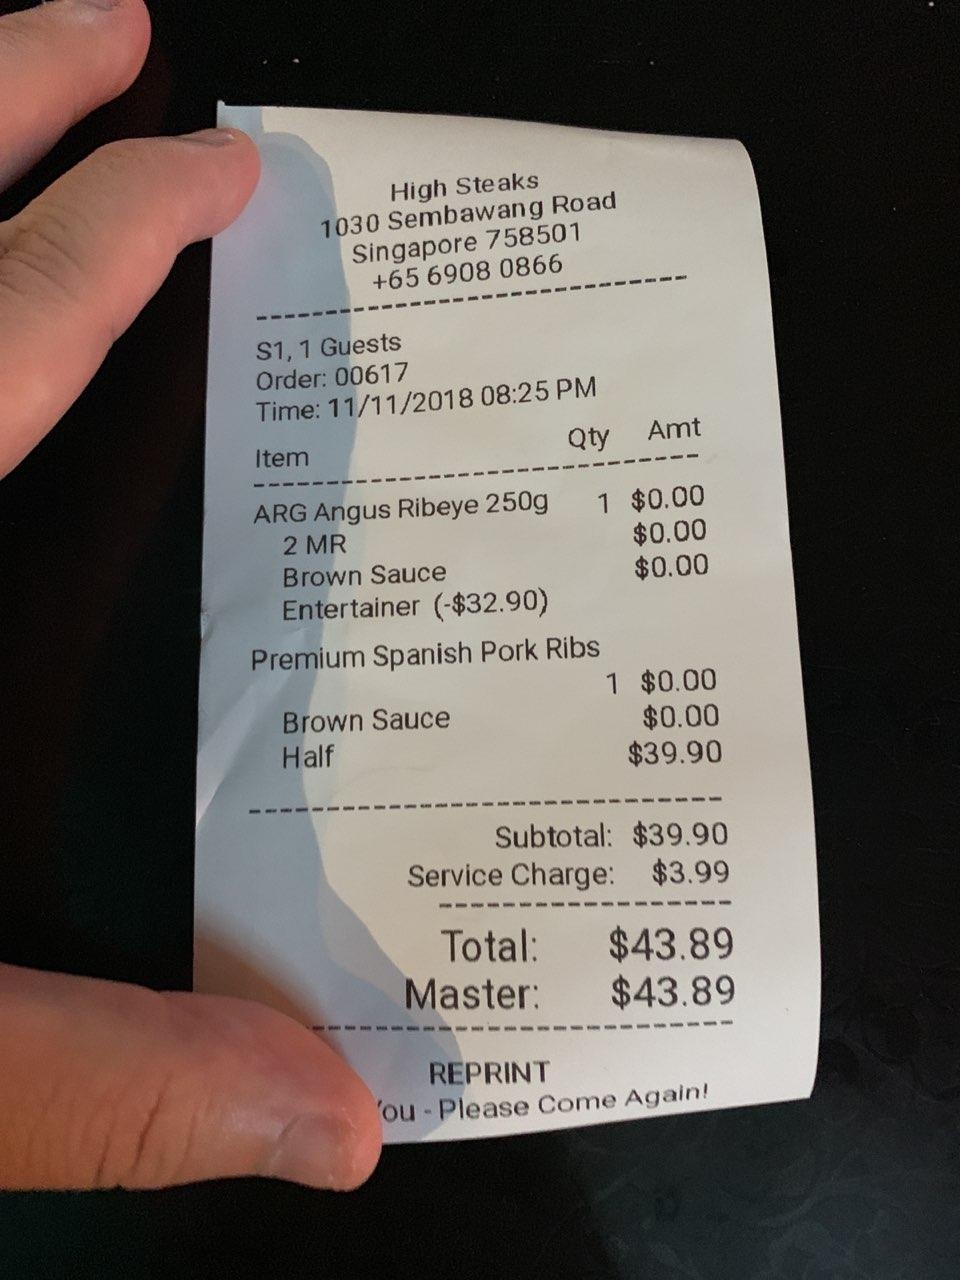 High Steaks
1030 Sembawang Road
Singapore 758501
+65 6908 0866
S1, 1 Guests
Order: 00617
Time: 11/11/2018 08:25 PM
Item Qty Amt
ARG Angus Ribeye 250g 1 $0.00
2 MR $0.00
Brown Sauce $0.00
Entertainer (-$32.90)
Premium Spanish Pork Ribs
1 $0.00
Brown Sauce $0.00
Half $39.90
Subtotal: $39.90
Service Charge: $3.99
Total: $43.89
Master: $43.89
REPRINT
- Please Come Again!